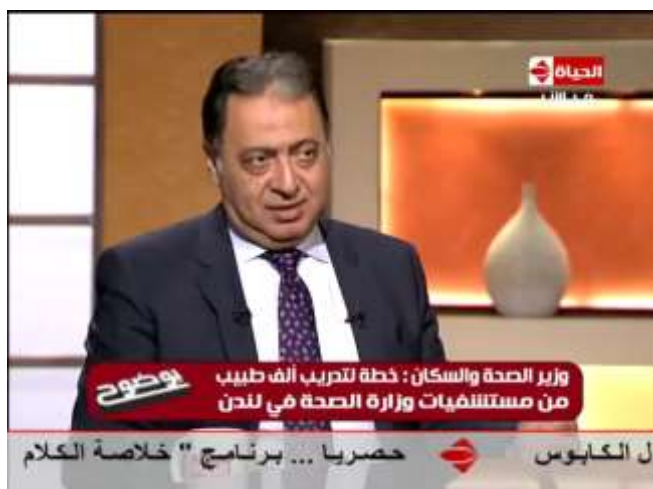 الحياة
وزير الصحة والسكان : خطة لتدريب ألف طبيب
من مستشفيات وزارة الصحة في لندن
بوضوح
ل الكابوس
حصريا ... برنامج " خلاصة الكلام